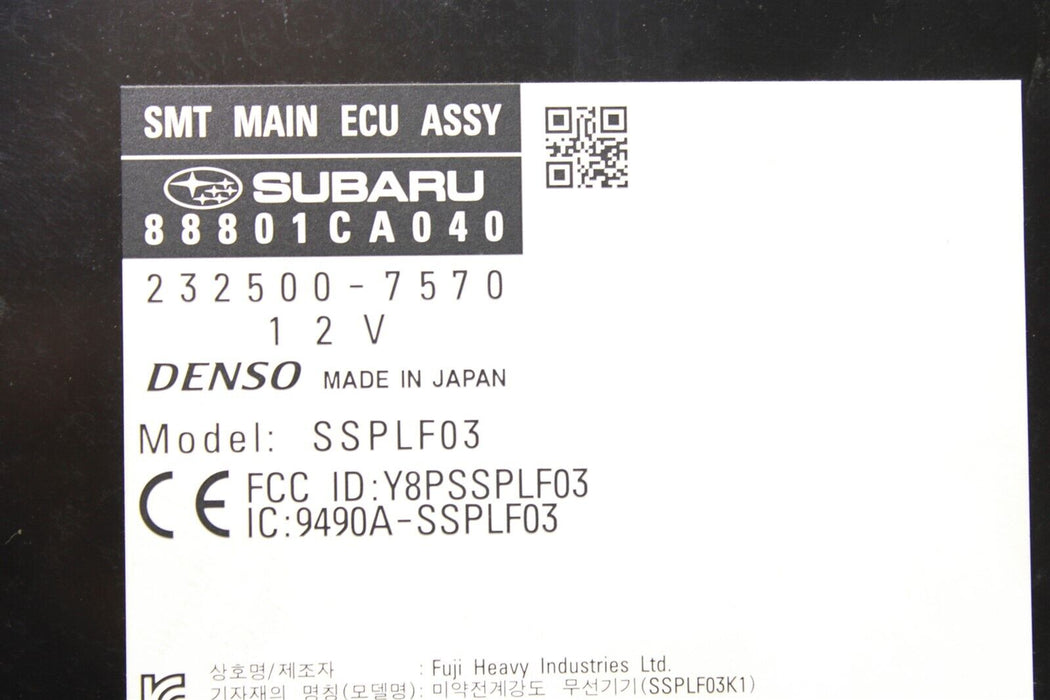 SMT MAIN ECU ASSY
SUBARU
88801CA040
232500-7570
12V
DENSO MADE IN JAPAN
Model: SSPLF03
CE FCC ID:Y8PSSPLF03
IC:9490A-SSPLF03
상호명/제조자 : Fuji Heavy Industries Ltd.
기자재의 명칭(모델명): 미약전계강도 무선기기(SSPLF03K1)